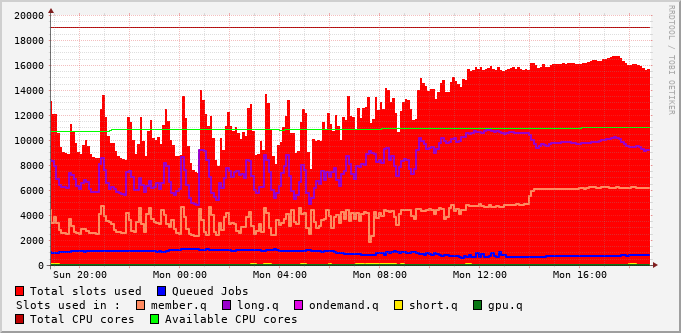 RRDTOOL / TOBI OETIKER
20000
18000
16000
14000
12000
10000
8000
6000
4000
2000
0
Sun 20:00 Mon 00:00 Mon 04:00 Mon 08:00 Mon 12:00 Mon 16:00
Total slots used Queued Jobs
Slots used in : member.q long.q ondemand.q short.q gpu.q
Total CPU cores Available CPU cores